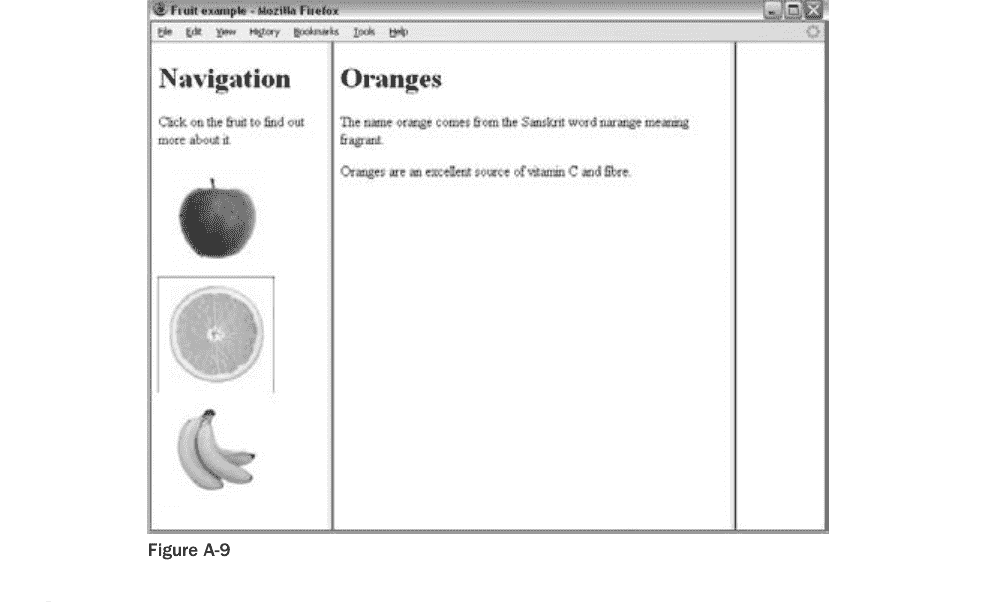 Fruit example - Mozilla Firefox
File Edit View History Bookmarks Tools Help
Navigation
Click on the fruit to find out
more about it.
Oranges
The name orange comes from the Sanskrit word narange meaning
fragrant.
Oranges are an excellent source of vitamin C and fibre.
Figure A-9